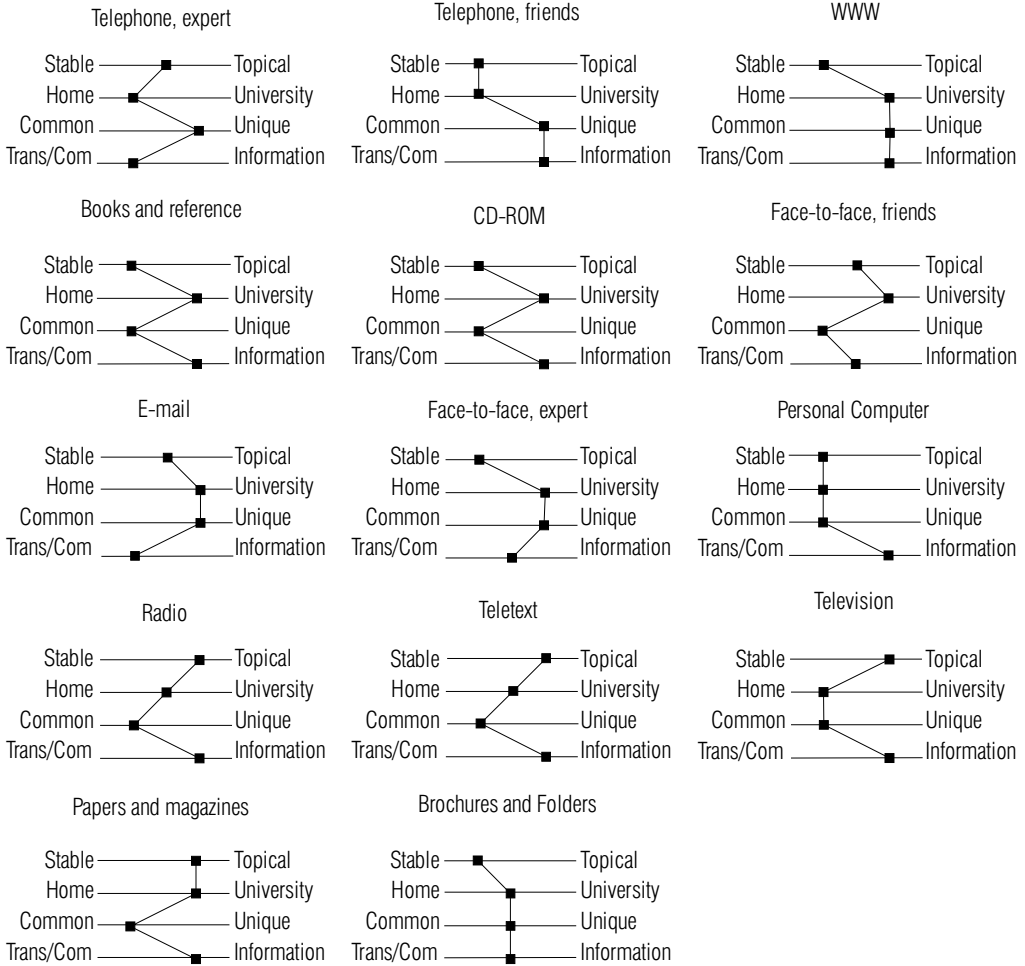 Telephone, expert
Stable Topical
Home University
Common Unique
Trans/Com Information
Telephone, friends
Stable Topical
Home University
Common Unique
Trans/Com Information
WWW
Stable Topical
Home University
Common Unique
Trans/Com Information
Books and reference
Stable Topical
Home University
Common Unique
Trans/Com Information
CD-ROM
Stable Topical
Home University
Common Unique
Trans/Com Information
Face-to-face, friends
Stable Topical
Home University
Common Unique
Trans/Com Information
E-mail
Stable Topical
Home University
Common Unique
Trans/Com Information
Face-to-face, expert
Stable Topical
Home University
Common Unique
Trans/Com Information
Personal Computer
Stable Topical
Home University
Common Unique
Trans/Com Information
Radio
Stable Topical
Home University
Common Unique
Trans/Com Information
Teletext
Stable Topical
Home University
Common Unique
Trans/Com Information
Television
Stable Topical
Home University
Common Unique
Trans/Com Information
Papers and magazines
Stable Topical
Home University
Common Unique
Trans/Com Information
Brochures and Folders
Stable Topical
Home University
Common Unique
Trans/Com Information